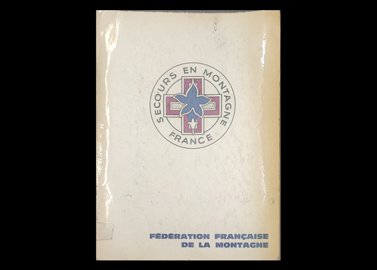 SECOURS EN MONTAGNE
FRANCE
FÉDÉRATION FRANÇAISE
DE LA MONTAGNE